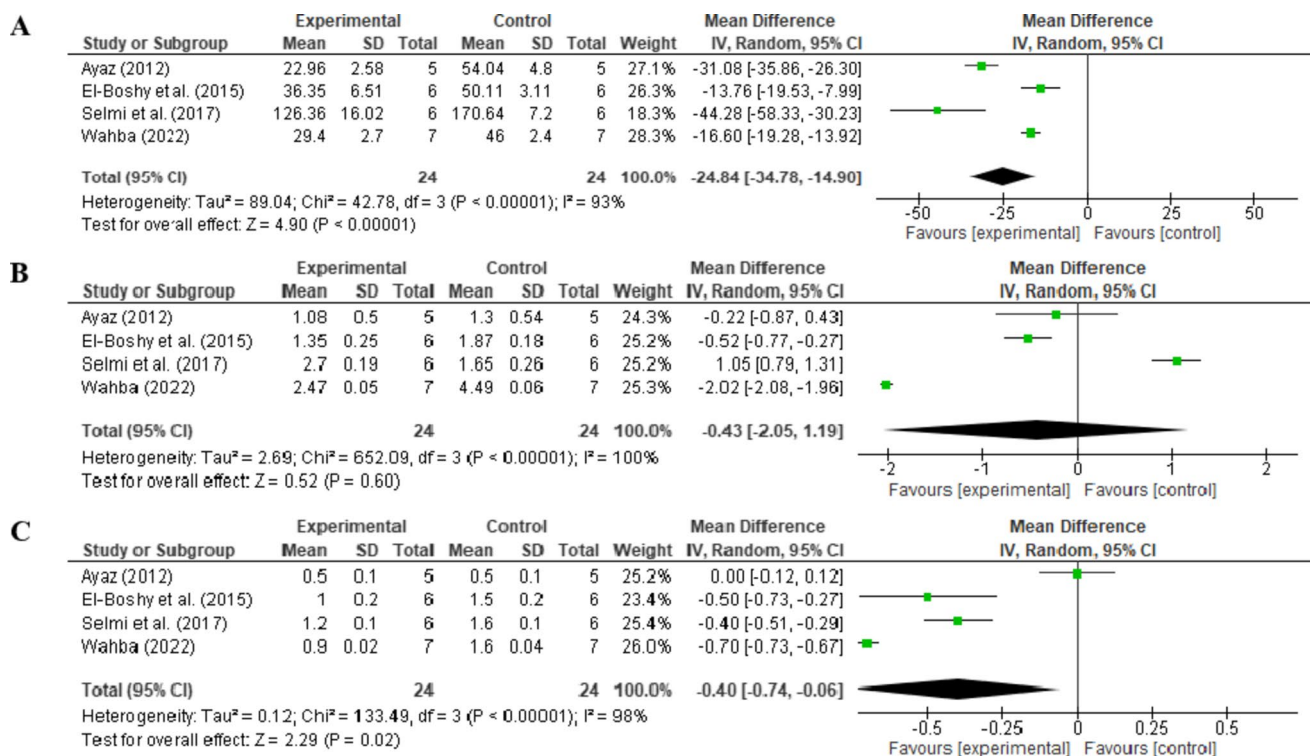 A
Experimental Control Mean Difference Mean Difference
Study or Subgroup Mean SD Total Mean SD Total Weight IV, Random, 95% CI IV, Random, 95% CI
Ayaz (2012) 22.96 2.58 5 54.04 4.8 5 27.1% -31.08 [-35.86, -26.30]
El-Boshy et al. (2015) 36.35 6.51 6 50.11 3.11 6 26.3% -13.76 [-19.53, -7.99]
Selmi et al. (2017) 126.36 16.02 6 170.64 7.2 6 18.3% -44.28 [-58.33, -30.23]
Wahba (2022) 29.4 2.7 7 46 2.4 7 28.3% -16.60 [-19.28, -13.92]
Total (95% CI) 24 24 100.0% -24.84 [-34.78, -14.90]
Heterogeneity: Tau² = 89.04; Chi² = 42.78, df = 3 (P < 0.00001); I² = 93%
Test for overall effect: Z = 4.90 (P < 0.00001)
-50 -25 0 25 50
Favours [experimental] Favours [control]
B
Experimental Control Mean Difference Mean Difference
Study or Subgroup Mean SD Total Mean SD Total Weight IV, Random, 95% CI IV, Random, 95% CI
Ayaz (2012) 1.08 0.5 5 1.3 0.54 5 24.3% -0.22 [-0.87, 0.43]
El-Boshy et al. (2015) 1.35 0.25 6 1.87 0.18 6 25.2% -0.52 [-0.77, -0.27]
Selmi et al. (2017) 2.7 0.19 6 1.65 0.26 6 25.2% 1.05 [0.79, 1.31]
Wahba (2022) 2.47 0.05 7 4.49 0.06 7 25.3% -2.02 [-2.08, -1.96]
Total (95% CI) 24 24 100.0% -0.43 [-2.05, 1.19]
Heterogeneity: Tau² = 2.69; Chi² = 652.09, df = 3 (P < 0.00001); I² = 100%
Test for overall effect: Z = 0.52 (P = 0.60)
-2 -1 0 1 2
Favours [experimental] Favours [control]
C
Experimental Control Mean Difference Mean Difference
Study or Subgroup Mean SD Total Mean SD Total Weight IV, Random, 95% CI IV, Random, 95% CI
Ayaz (2012) 0.5 0.1 5 0.5 0.1 5 25.2% 0.00 [-0.12, 0.12]
El-Boshy et al. (2015) 1 0.2 6 1.5 0.2 6 23.4% -0.50 [-0.73, -0.27]
Selmi et al. (2017) 1.2 0.1 6 1.6 0.1 6 25.4% -0.40 [-0.51, -0.29]
Wahba (2022) 0.9 0.02 7 1.6 0.04 7 26.0% -0.70 [-0.73, -0.67]
Total (95% CI) 24 24 100.0% -0.40 [-0.74, -0.06]
Heterogeneity: Tau² = 0.12; Chi² = 133.49, df = 3 (P < 0.00001); I² = 98%
Test for overall effect: Z = 2.29 (P = 0.02)
-0.5 -0.25 0 0.25 0.5
Favours [experimental] Favours [control]